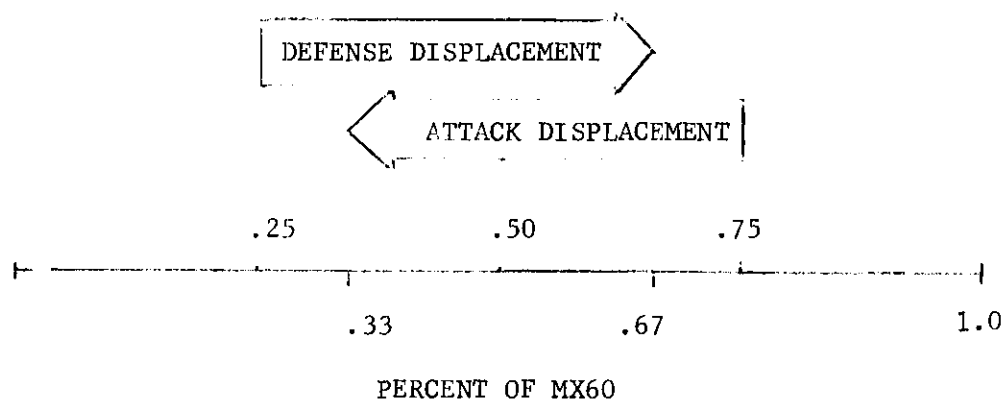 DEFENSE DISPLACEMENT
ATTACK DISPLACEMENT
.25 .50 .75
.33 .67 1.0
PERCENT OF MX60